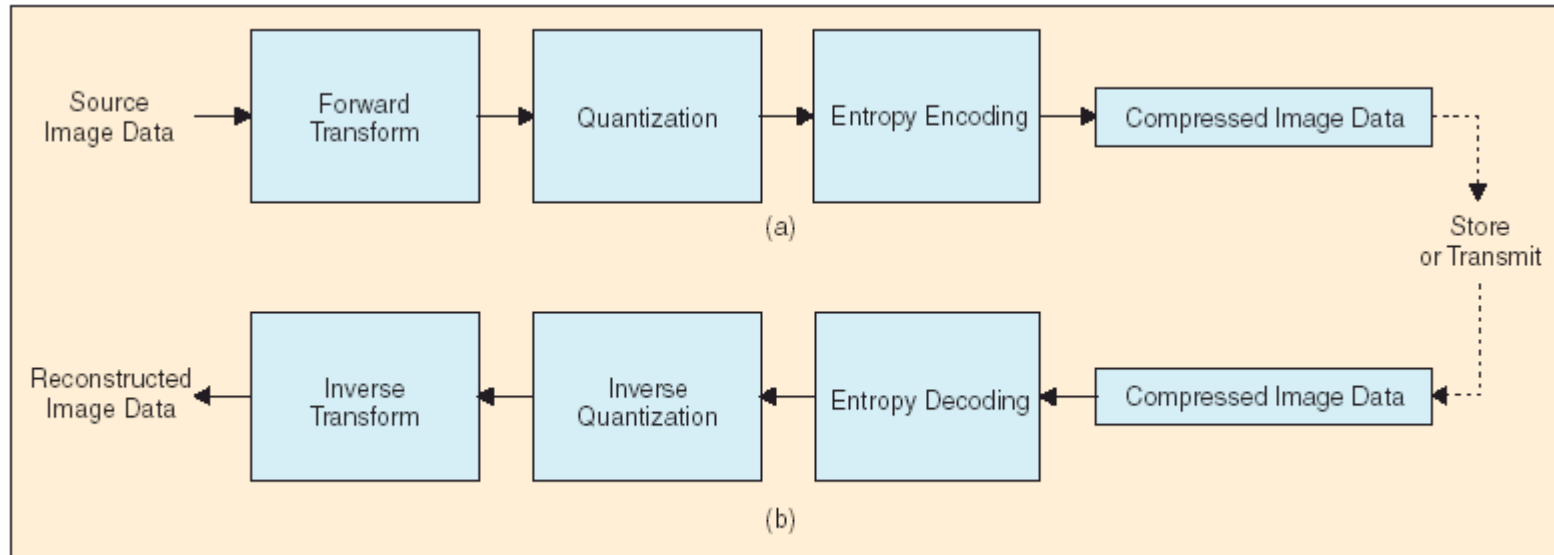 Source
Image Data
Forward
Transform
Quantization
Entropy Encoding
Compressed Image Data
(a)
Store
or Transmit
Reconstructed
Image Data
Inverse
Transform
Inverse
Quantization
Entropy Decoding
Compressed Image Data
(b)